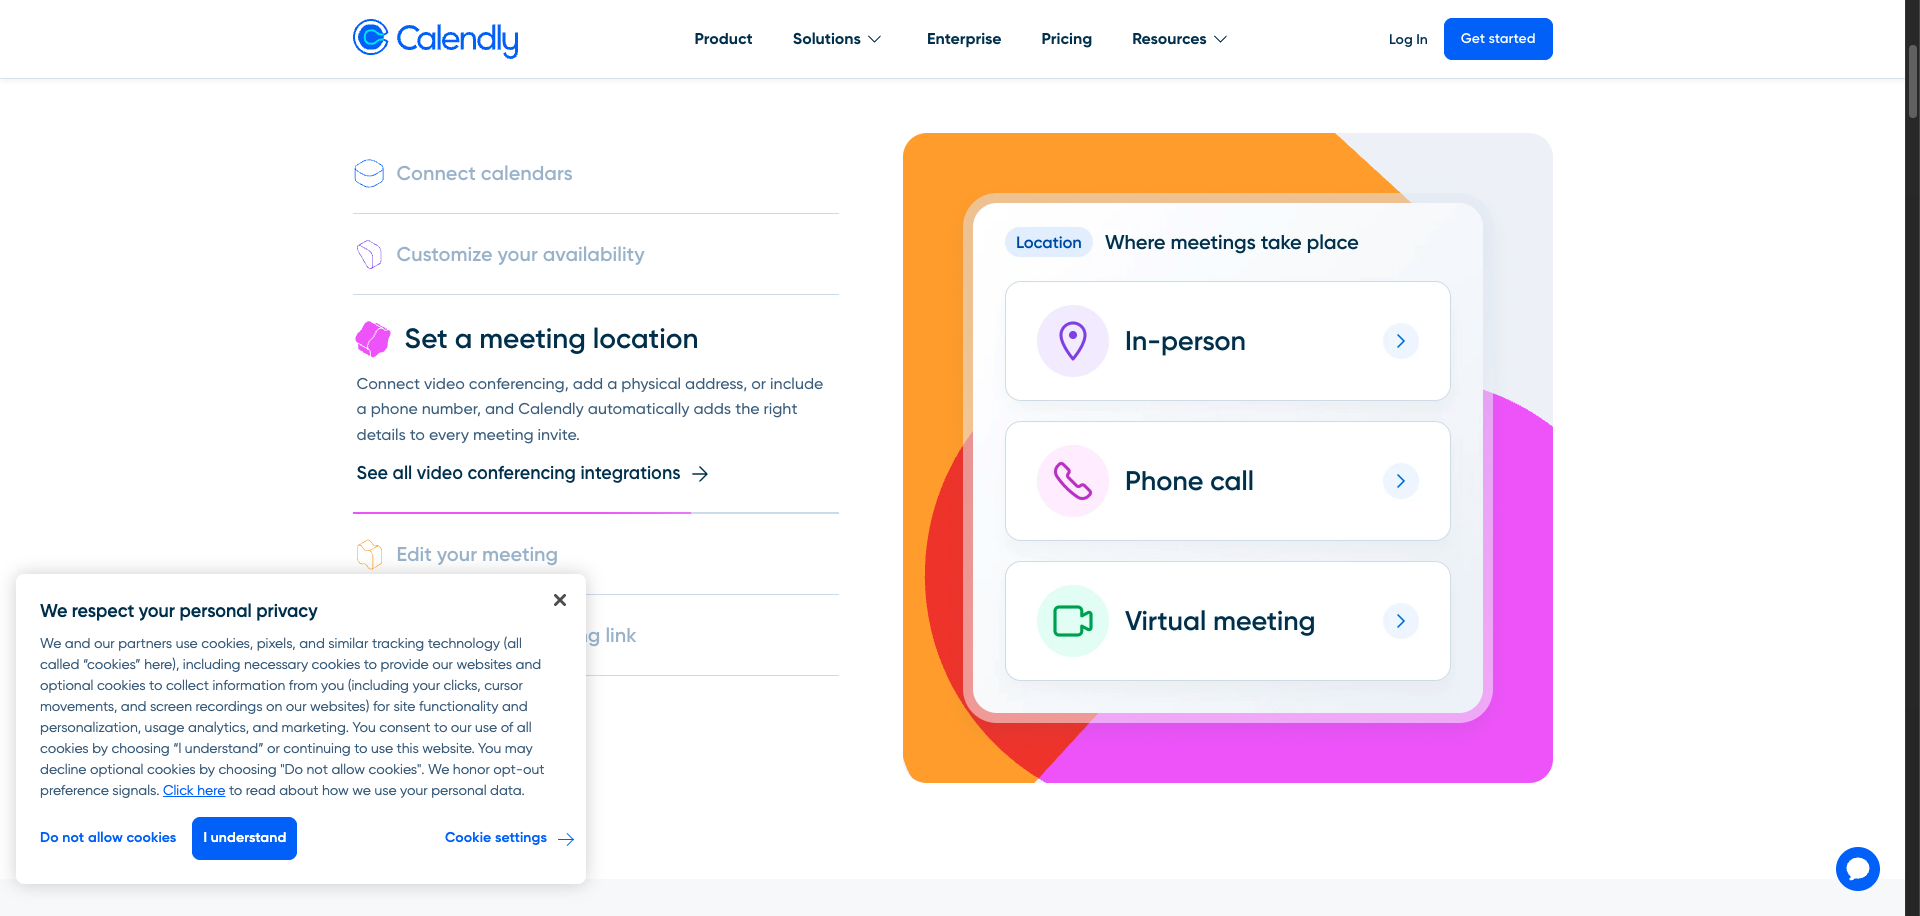 Calendly
Product
Solutions
Enterprise
Pricing
Resources
Log In
Get started
Connect calendars
Customize your availability
Set a meeting location
Connect video conferencing, add a physical address, or include
a phone number, and Calendly automatically adds the right
details to every meeting invite.
See all video conferencing integrations
Edit your meeting
link
Location
Where meetings take place
In-person
Phone call
Virtual meeting
We respect your personal privacy
We and our partners use cookies, pixels, and similar tracking technology (all
called “cookies” here), including necessary cookies to provide our websites and
optional cookies to collect information from you (including your clicks, cursor
movements, and screen recordings on our websites) for site functionality and
personalization, usage analytics, and marketing. You consent to our use of all
cookies by choosing “I understand” or continuing to use this website. You may
decline optional cookies by choosing "Do not allow cookies". We honor opt-out
preference signals. Click here to read about how we use your personal data.
Do not allow cookies
I understand
Cookie settings